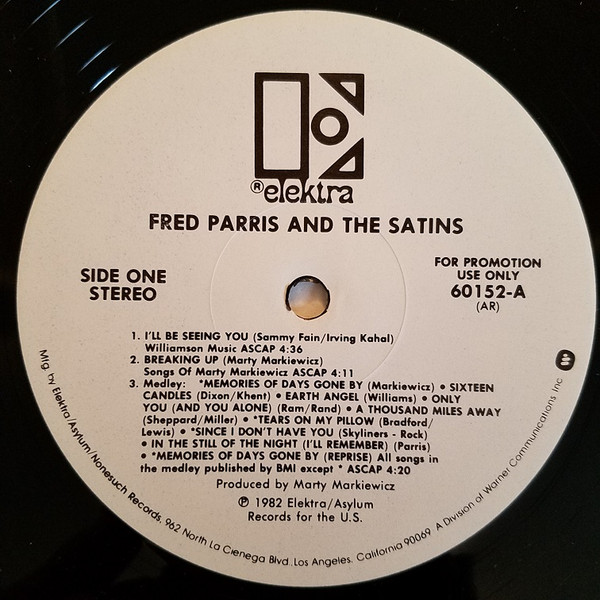 ® elektra
FRED PARRIS AND THE SATINS
SIDE ONE
STEREO
FOR PROMOTION
USE ONLY
60152-A
(AR)
1. I'LL BE SEEING YOU (Sammy Fain/Irving Kahal)
Williamson Music ASCAP 4:36
2. BREAKING UP (Marty Markiewicz)
Songs Of Marty Markiewicz ASCAP 4:11
3. Medley: *MEMORIES OF DAYS GONE BY (Markiewicz) • SIXTEEN
CANDLES (Dixon/Khent) • EARTH ANGEL (Williams) • ONLY
YOU (AND YOU ALONE) (Ram/Rand) • A THOUSAND MILES AWAY
(Sheppard/Miller) • *TEARS ON MY PILLOW (Bradford/
Lewis) • *SINCE I DON'T HAVE YOU (Skyliners - Rock)
• IN THE STILL OF THE NIGHT (I'LL REMEMBER) (Parris)
• *MEMORIES OF DAYS GONE BY (REPRISE) All songs in
the medley published by BMI except * ASCAP 4:20
Produced by Marty Markiewicz
℗ 1982 Elektra/Asylum
Records for the U.S.
Mfg. by Elektra/Asylum/Nonesuch Records, 962 North La Cienega Blvd., Los Angeles, California 90069 A Division of Warner Communications Inc